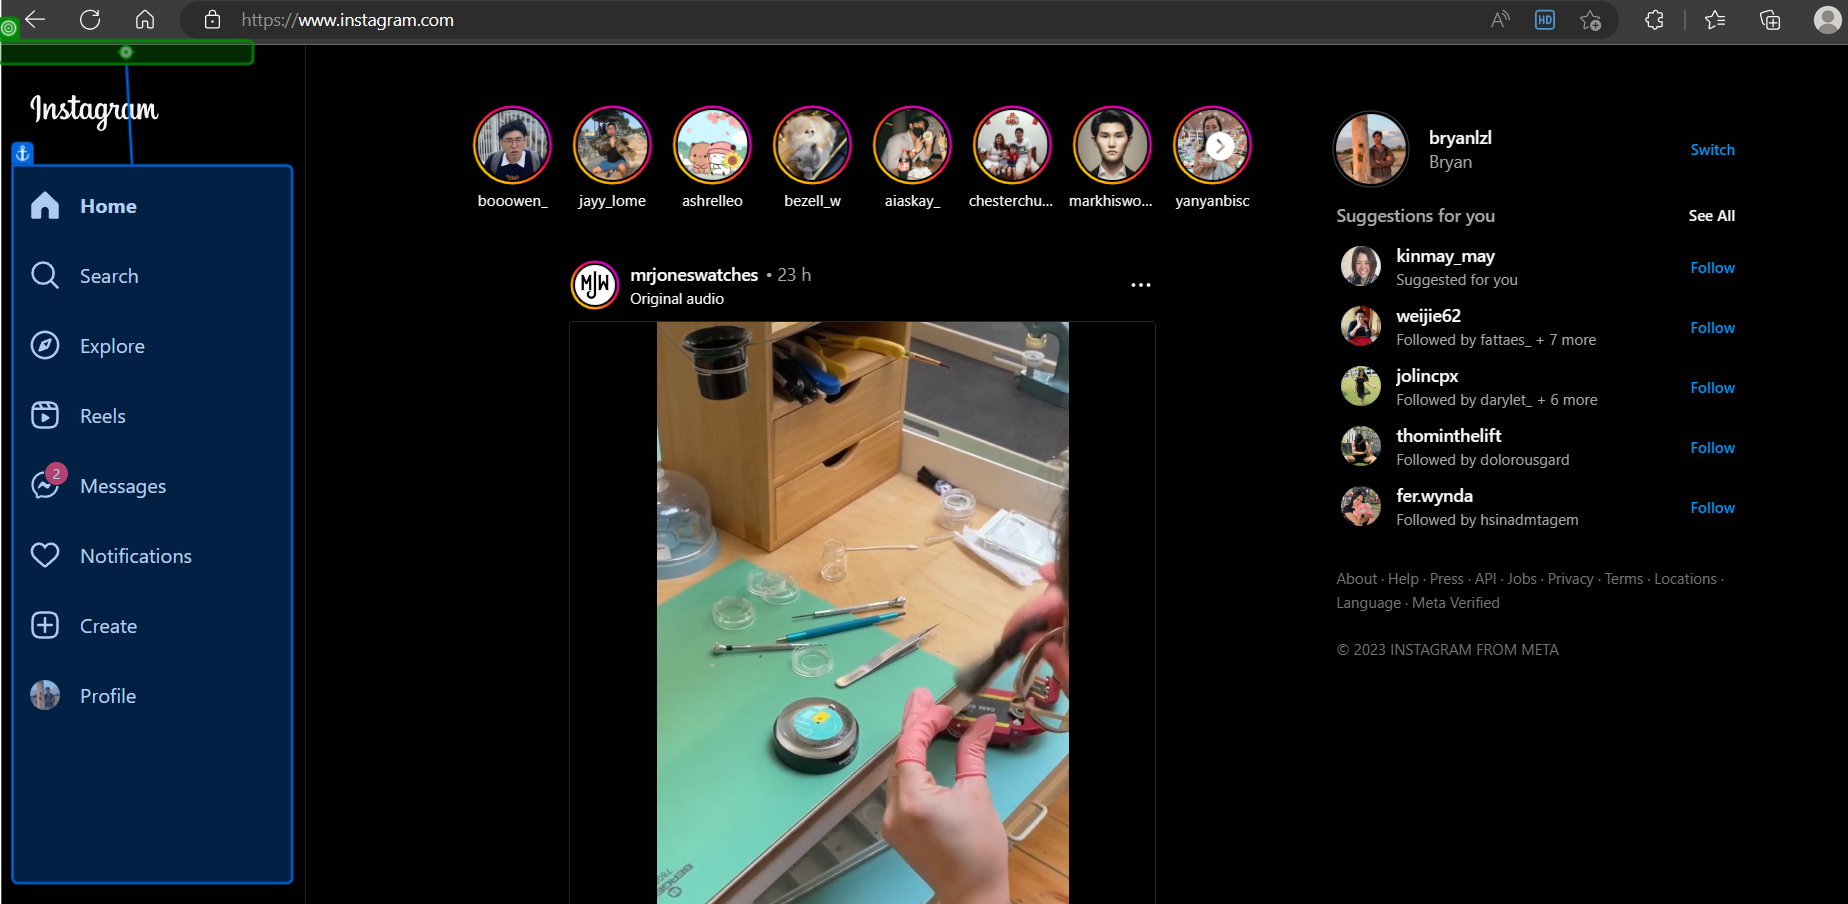 https://www.instagram.com
HD
Instagram
Home
Search
Explore
Reels
2
Messages
Notifications
Create
Profile
booowen_
jayy_lome
ashrelleo
bezell_w
aiaskay_
chesterchu...
markhiswo...
yanyanbisc
MJW
mrjoneswatches • 23 h
Original audio
BERGEON
CASE
bryanlzl
Bryan
Switch
Suggestions for you
See All
kinmay_may
Suggested for you
Follow
weijie62
Followed by fattaes_ + 7 more
Follow
jolincpx
Followed by darylet_ + 6 more
Follow
thominthelift
Followed by dolorousgard
Follow
fer.wynda
Followed by hsinadmtagem
Follow
About · Help · Press · API · Jobs · Privacy · Terms · Locations ·
Language · Meta Verified
© 2023 INSTAGRAM FROM META